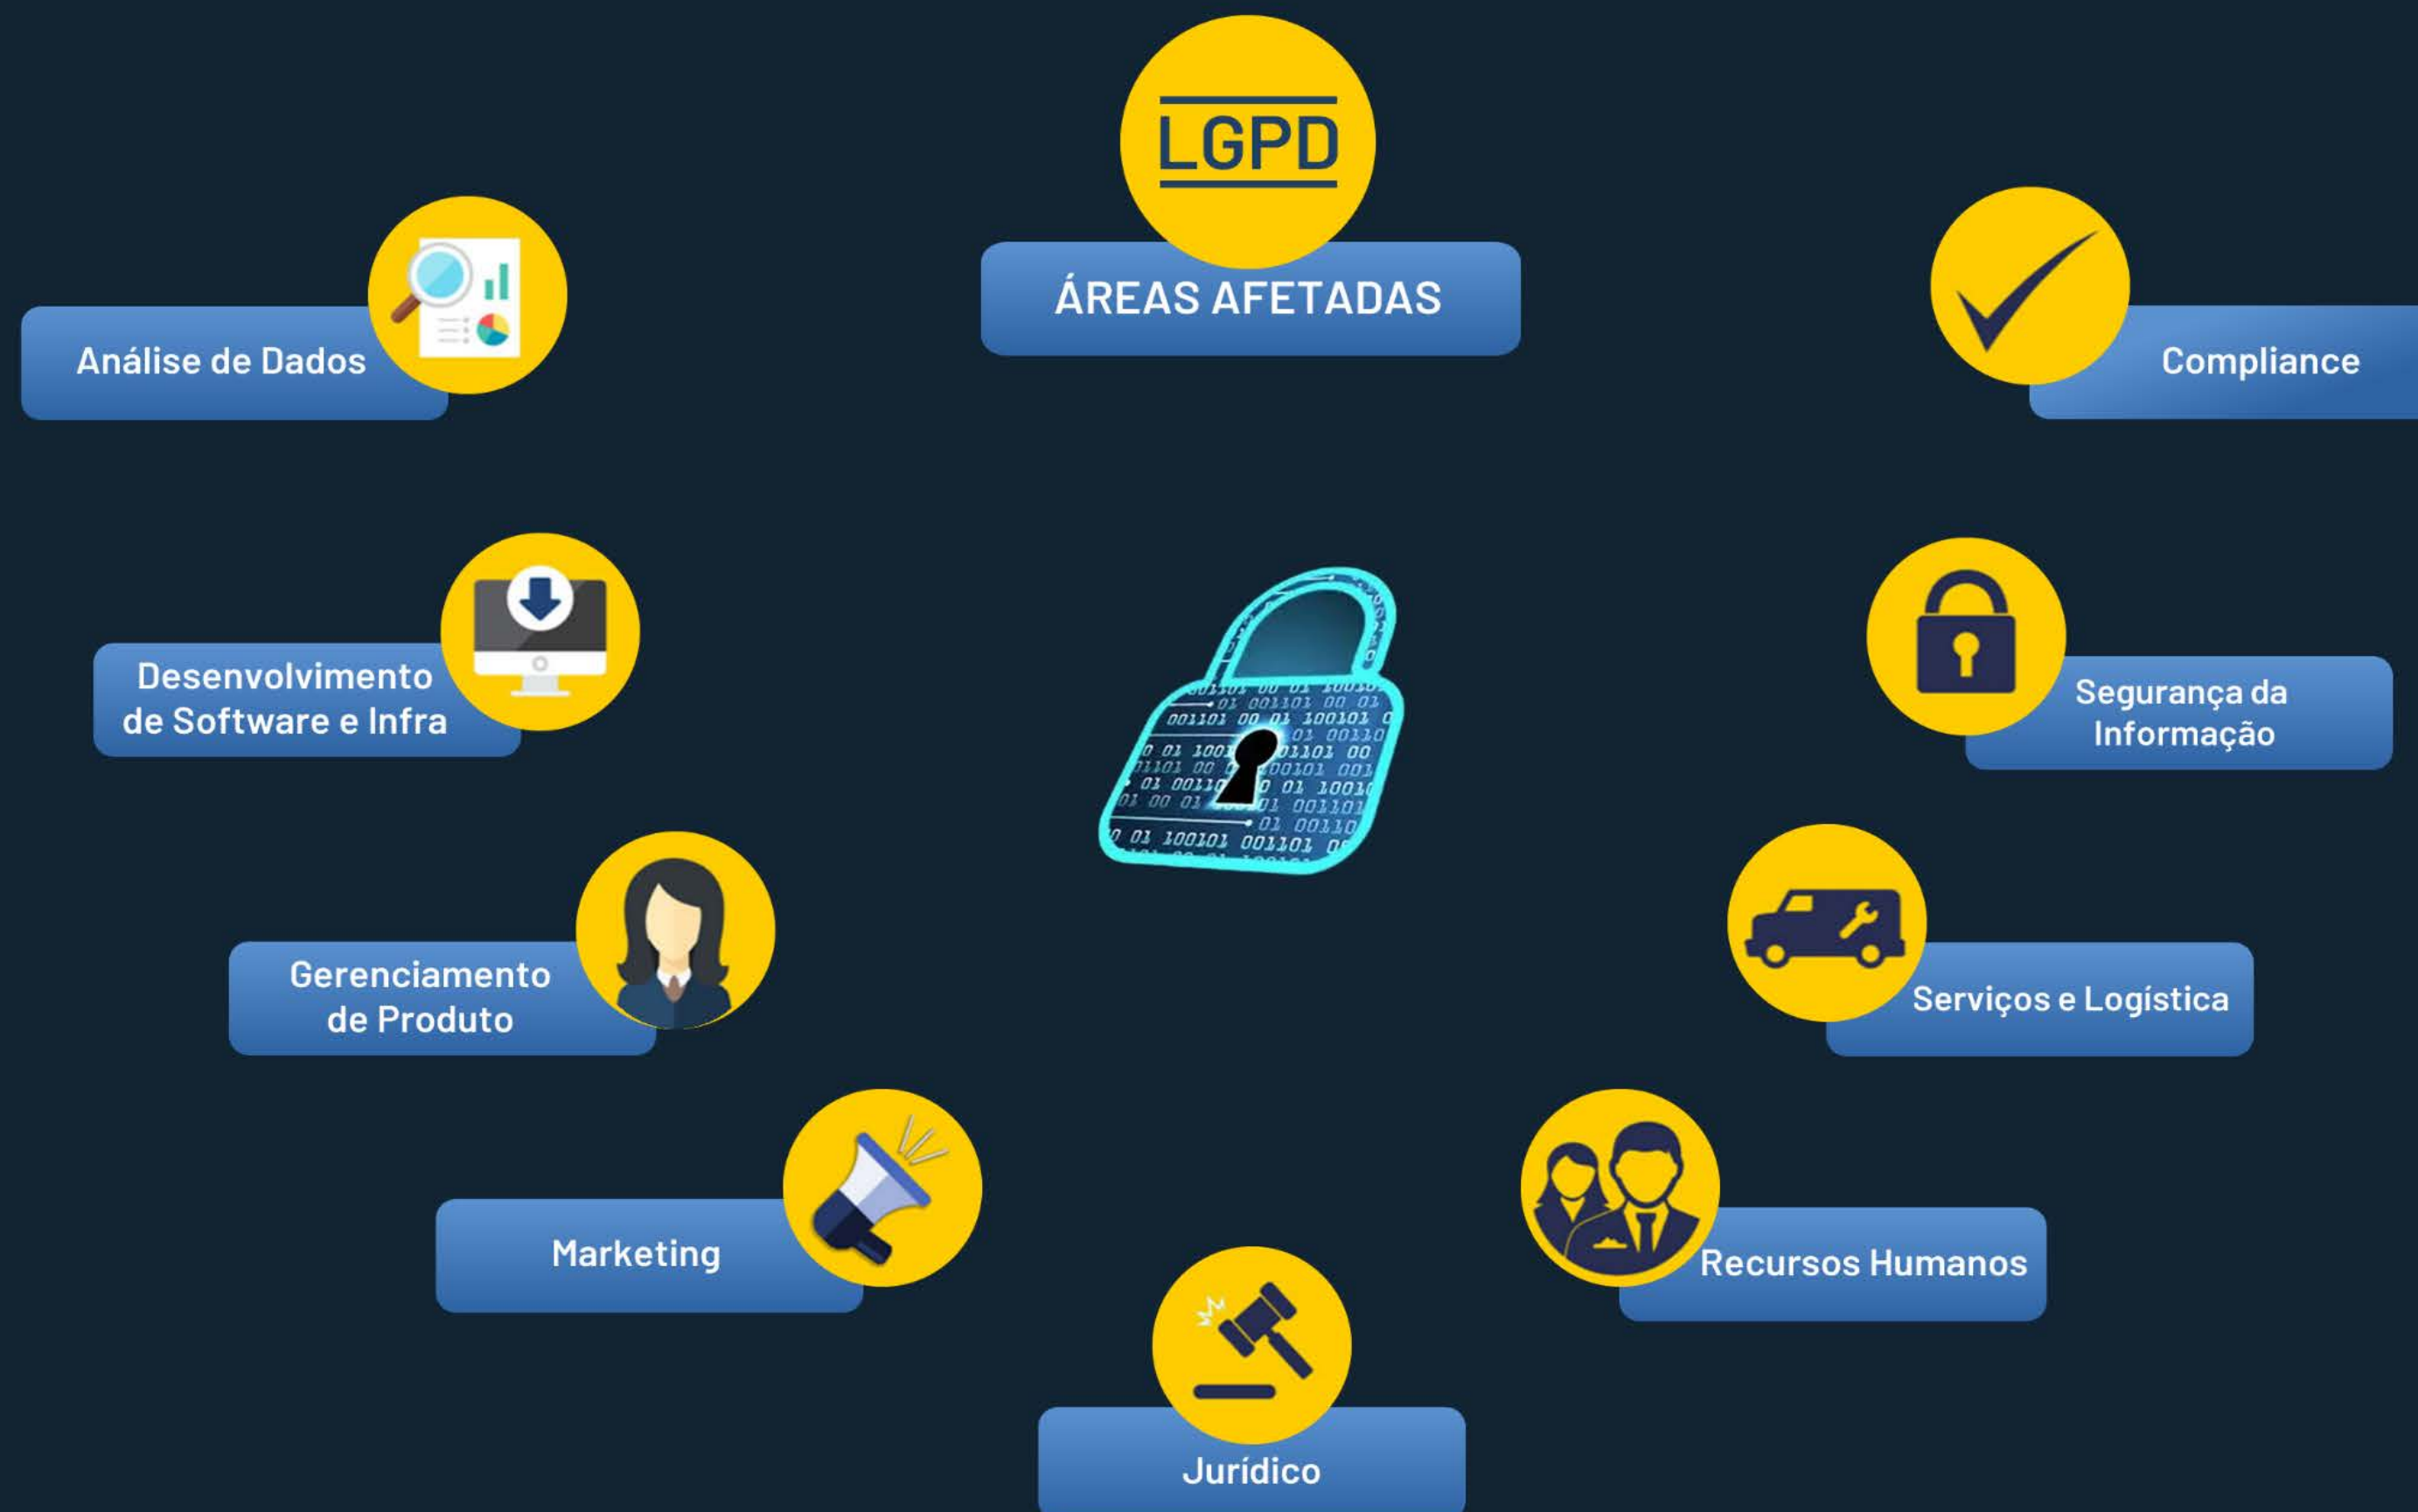 LGPD
ÁREAS AFETADAS
Análise de Dados
Compliance
Desenvolvimento
de Software e Infra
Segurança da
Informação
Gerenciamento
de Produto
Serviços e Logística
Marketing
Recursos Humanos
Jurídico